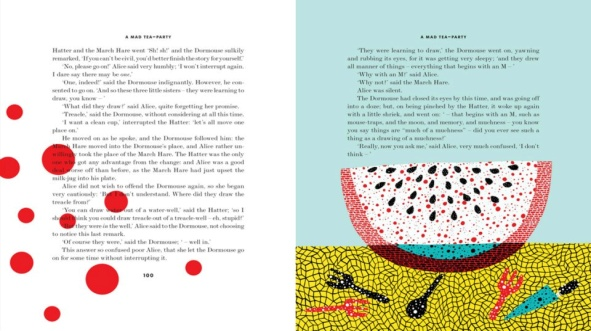 A MAD TEA-PARTY
Hatter and the March Hare went 'Sh! sh!' and the Dormouse sulkily
remarked, 'If you can't be civil, you'd better finish the story for yourself.'
'No, please go on!' Alice said very humbly; 'I won't interrupt again.
I dare say there may be one.'
'One, indeed!' said the Dormouse indignantly. However, he con-
sented to go on. 'And so these three little sisters – they were learning to
draw, you know – '
'What did they draw?' said Alice, quite forgetting her promise.
'Treacle,' said the Dormouse, without considering at all this time.
'I want a clean cup,' interrupted the Hatter: 'let's all move one
place on.'
He moved on as he spoke, and the Dormouse followed him: the
March Hare moved into the Dormouse's place, and Alice rather un-
willingly took the place of the March Hare. The Hatter was the only
one who got any advantage from the change: and Alice was a good
deal worse off than before, as the March Hare had just upset the
milk-jug into his plate.
Alice did not wish to offend the Dormouse again, so she began
very cautiously: 'But I don't understand. Where did they draw the
treacle from?'
'You can draw water out of a water-well,' said the Hatter; 'so I
should think you could draw treacle out of a treacle-well – eh, stupid?'
'But they were in the well,' Alice said to the Dormouse, not choosing
to notice this last remark.
'Of course they were,' said the Dormouse; ' – well in.'
This answer so confused poor Alice, that she let the Dormouse go
on for some time without interrupting it.
100
A MAD TEA-PARTY
'They were learning to draw,' the Dormouse went on, yawning
and rubbing its eyes, for it was getting very sleepy; 'and they drew
all manner of things – everything that begins with an M – '
'Why with an M?' said Alice.
'Why not?' said the March Hare.
Alice was silent.
The Dormouse had closed its eyes by this time, and was going off
into a doze; but, on being pinched by the Hatter, it woke up again
with a little shriek, and went on: ' – that begins with an M, such as
mouse-traps, and the moon, and memory, and muchness – you know
you say things are "much of a muchness" – did you ever see such a
thing as a drawing of a muchness?'
'Really, now you ask me,' said Alice, very much confused, 'I don't
think –'